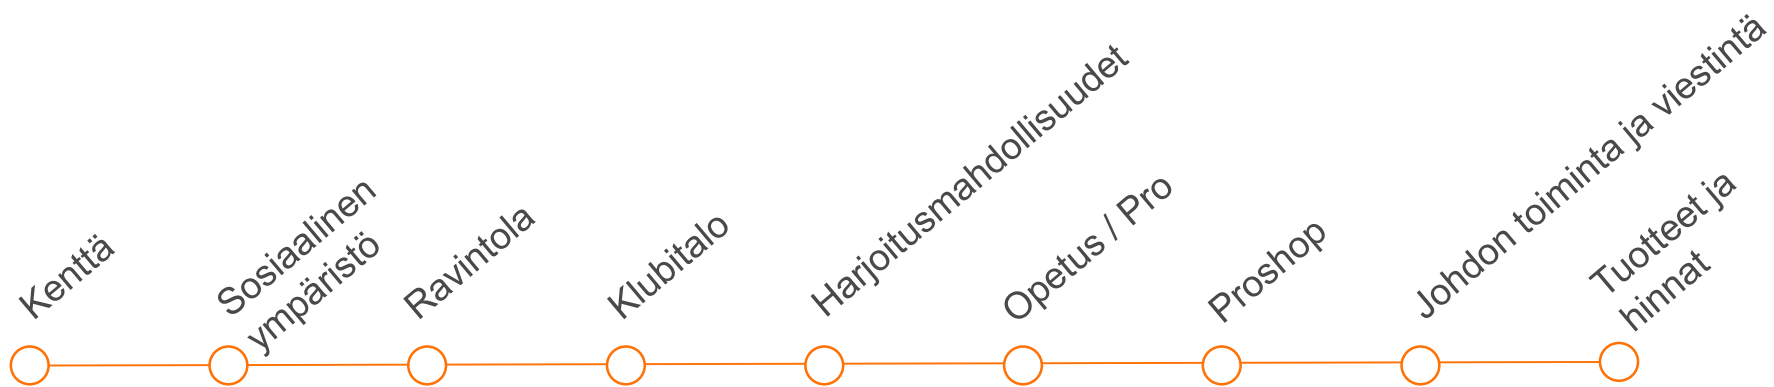 Kenttä
Sosiaalinen
ympäristö
Ravintola
Klubitalo
Harjoitusmahdollisuudet
Opetus / Pro
Proshop
Johdon toiminta ja viestintä
Tuotteet ja
hinnat